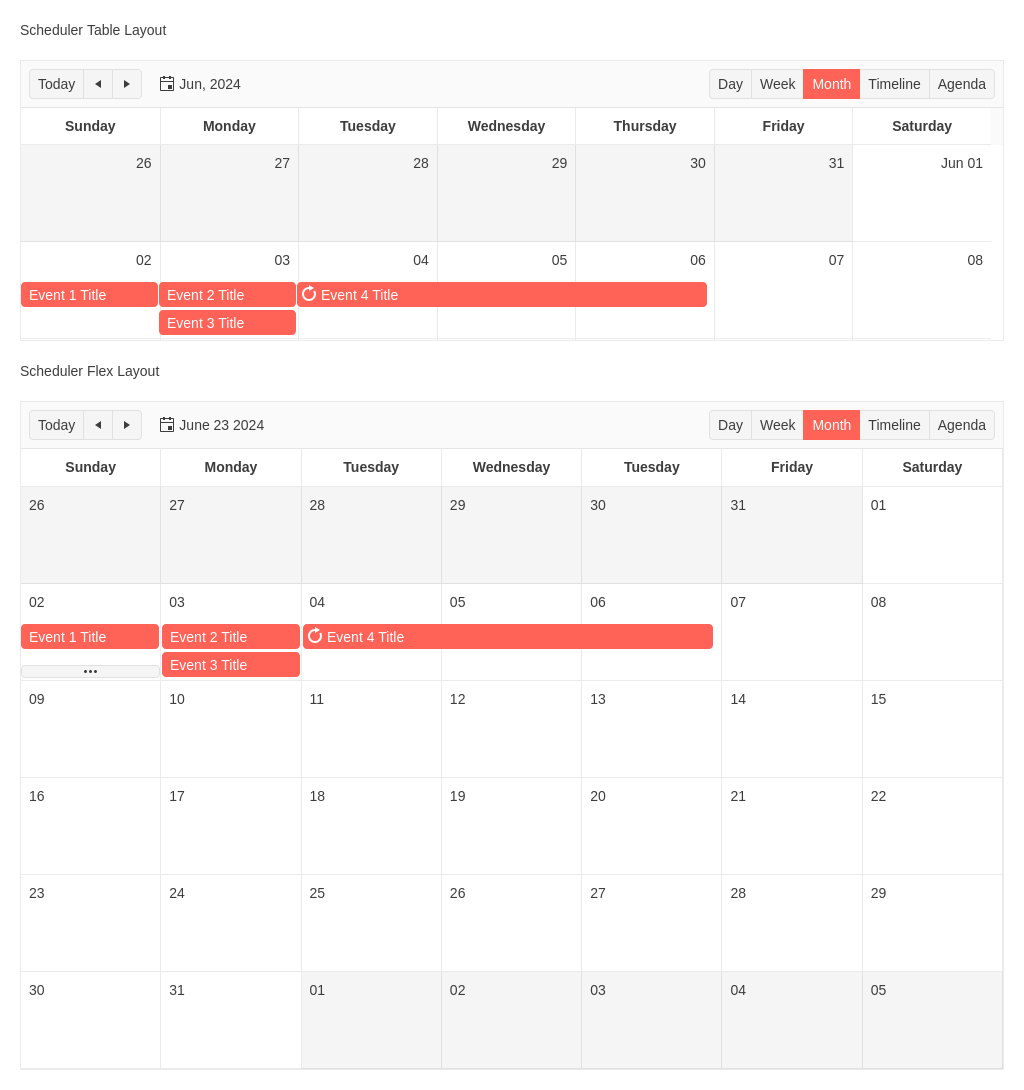 Scheduler Table Layout
Today Jun, 2024 Day Week Month Timeline Agenda
Sunday Monday Tuesday Wednesday Thursday Friday Saturday
26 27 28 29 30 31 Jun 01
02 03 04 05 06 07 08
Event 1 Title Event 2 Title Event 4 Title
Event 3 Title
Scheduler Flex Layout
Today June 23 2024 Day Week Month Timeline Agenda
Sunday Monday Tuesday Wednesday Tuesday Friday Saturday
26 27 28 29 30 31 01
02 03 04 05 06 07 08
Event 1 Title Event 2 Title Event 4 Title
Event 3 Title
09 10 11 12 13 14 15
16 17 18 19 20 21 22
23 24 25 26 27 28 29
30 31 01 02 03 04 05